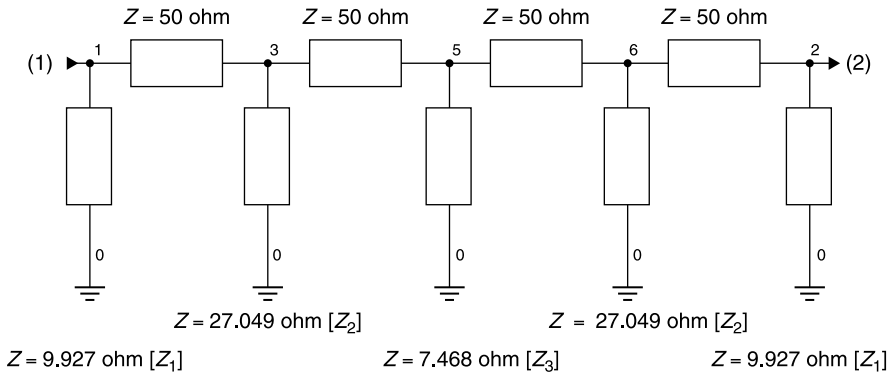 Z = 50 ohm Z = 50 ohm Z = 50 ohm Z = 50 ohm
(1) 1 3 5 6 2 (2)
0 0 0 0 0
Z = 27.049 ohm [Z₂] Z = 27.049 ohm [Z₂]
Z = 9.927 ohm [Z₁] Z = 7.468 ohm [Z₃] Z = 9.927 ohm [Z₁]